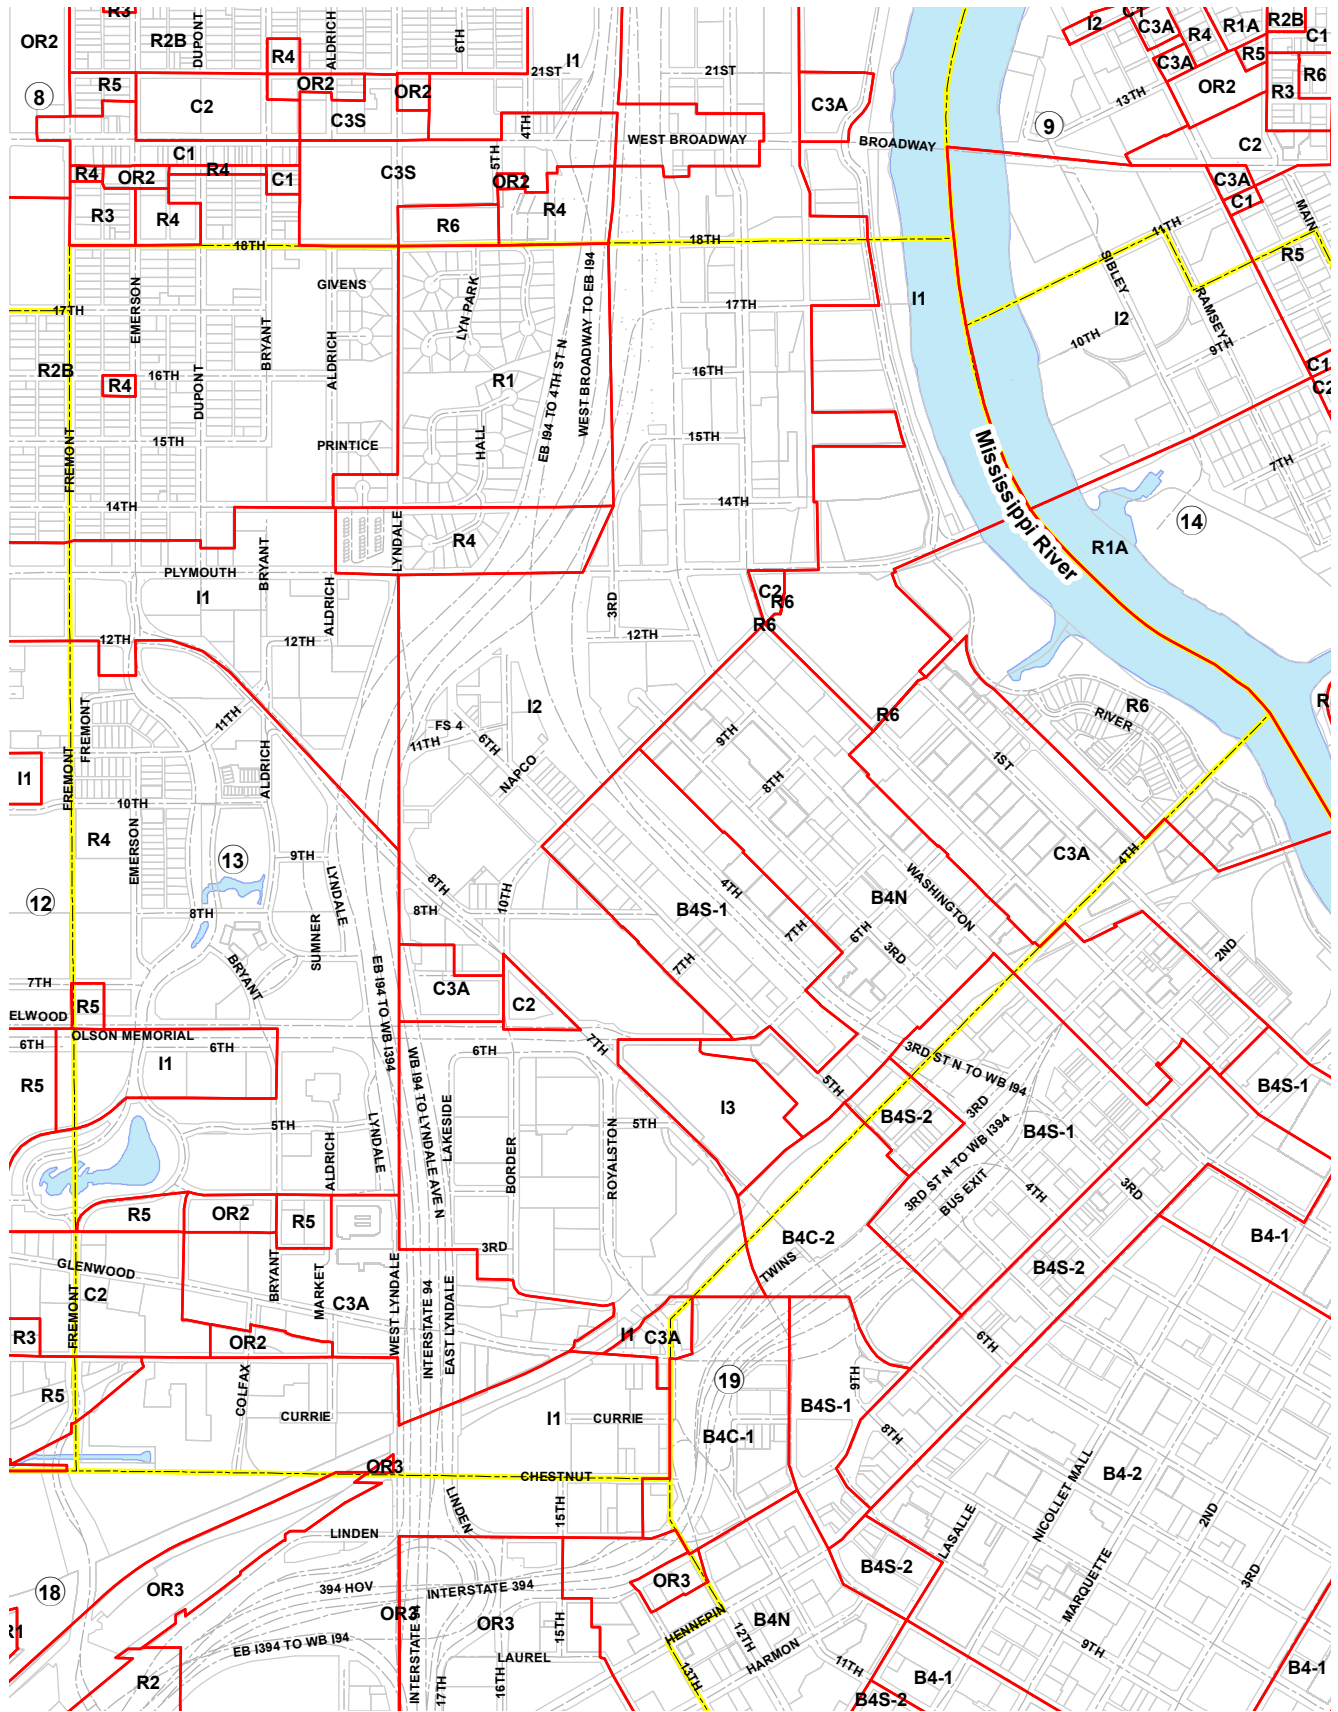 R3
OR2
R2B
DUPONT
R4
ALDRICH
6TH
I1
21ST
21ST
I2
C1
C3A
R4
R1A
R2B
C1
R5
C3A
R6
R3
OR2
13TH
9
C2
8
R5
C2
OR2
C3S
OR2
4TH
C3A
WEST BROADWAY
BROADWAY
C1
R4
R4
OR2
C1
C3S
5TH
OR2
R4
R3
R4
R6
18TH
18TH
C3A
C1
11TH
MAIN
R5
SIBLEY
RAMSEY
I2
10TH
9TH
C1
C2
7TH
14
I1
Mississippi River
R1A
GIVENS
17TH
EMERSON
BRYANT
ALDRICH
LYN PARK
R2B
R4
16TH
DUPONT
R1
EB I94 TO 4TH ST N
WEST BROADWAY TO EB I94
17TH
16TH
15TH
FREMONT
15TH
PRINTICE
HALL
14TH
14TH
R4
LYNDALE
BRYANT
PLYMOUTH
I1
ALDRICH
3RD
C2
R6
R6
12TH
12TH
12TH
11TH
FREMONT
FREMONT
ALDRICH
I1
10TH
EMERSON
R4
13
9TH
LYNDALE
12
8TH
SUMNER
BRYANT
I2
FS 4
11TH
6TH
NAPCO
9TH
8TH
R6
1ST
R6
RIVER
R
C3A
4TH
WASHINGTON
B4N
6TH
3RD
4TH
7TH
7TH
B4S-1
8TH
8TH
10TH
2ND
7TH
R5
ELWOOD
OLSON MEMORIAL
6TH
6TH
I1
R5
EB I94 TO WB I394
C3A
C2
WB I94 TO LYNDALE AVE N
6TH
7TH
3RD ST N TO WB I94
5TH
I3
B4S-2
3RD
B4S-1
B4S-1
3RD ST N TO WB I394
BUS EXIT
4TH
3RD
5TH
ALDRICH
LYNDALE
LAKESIDE
BORDER
ROYALSTON
5TH
R5
OR2
R5
3RD
B4C-2
TWINS
B4-1
B4S-2
GLENWOOD
C2
FREMONT
BRYANT
MARKET
C3A
WEST LYNDALE
INTERSTATE 94
EAST LYNDALE
R3
OR2
I1
C3A
6TH
R5
COLFAX
CURRIE
I1
CURRIE
19
B4S-1
9TH
B4C-1
8TH
OR3
CHESTNUT
B4-2
NICOLLET MALL
LINDEN
LINDEN
15TH
LASALLE
2ND
B4S-2
MARQUETTE
3RD
18
OR3
394 HOV
INTERSTATE 394
OR3
OR3
INTERSTATE 94
OR3
R1
15TH
HENNEPIN
B4N
12TH
HARMON
9TH
EB I394 TO WB I94
LAUREL
R2
17TH
16TH
13TH
11TH
B4-1
B4-1
B4S-2